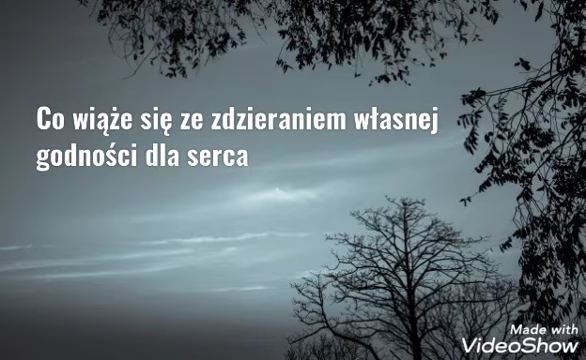 Co wiąże się ze zdzieraniem własnej
godności dla serca
Made with
VideoShow